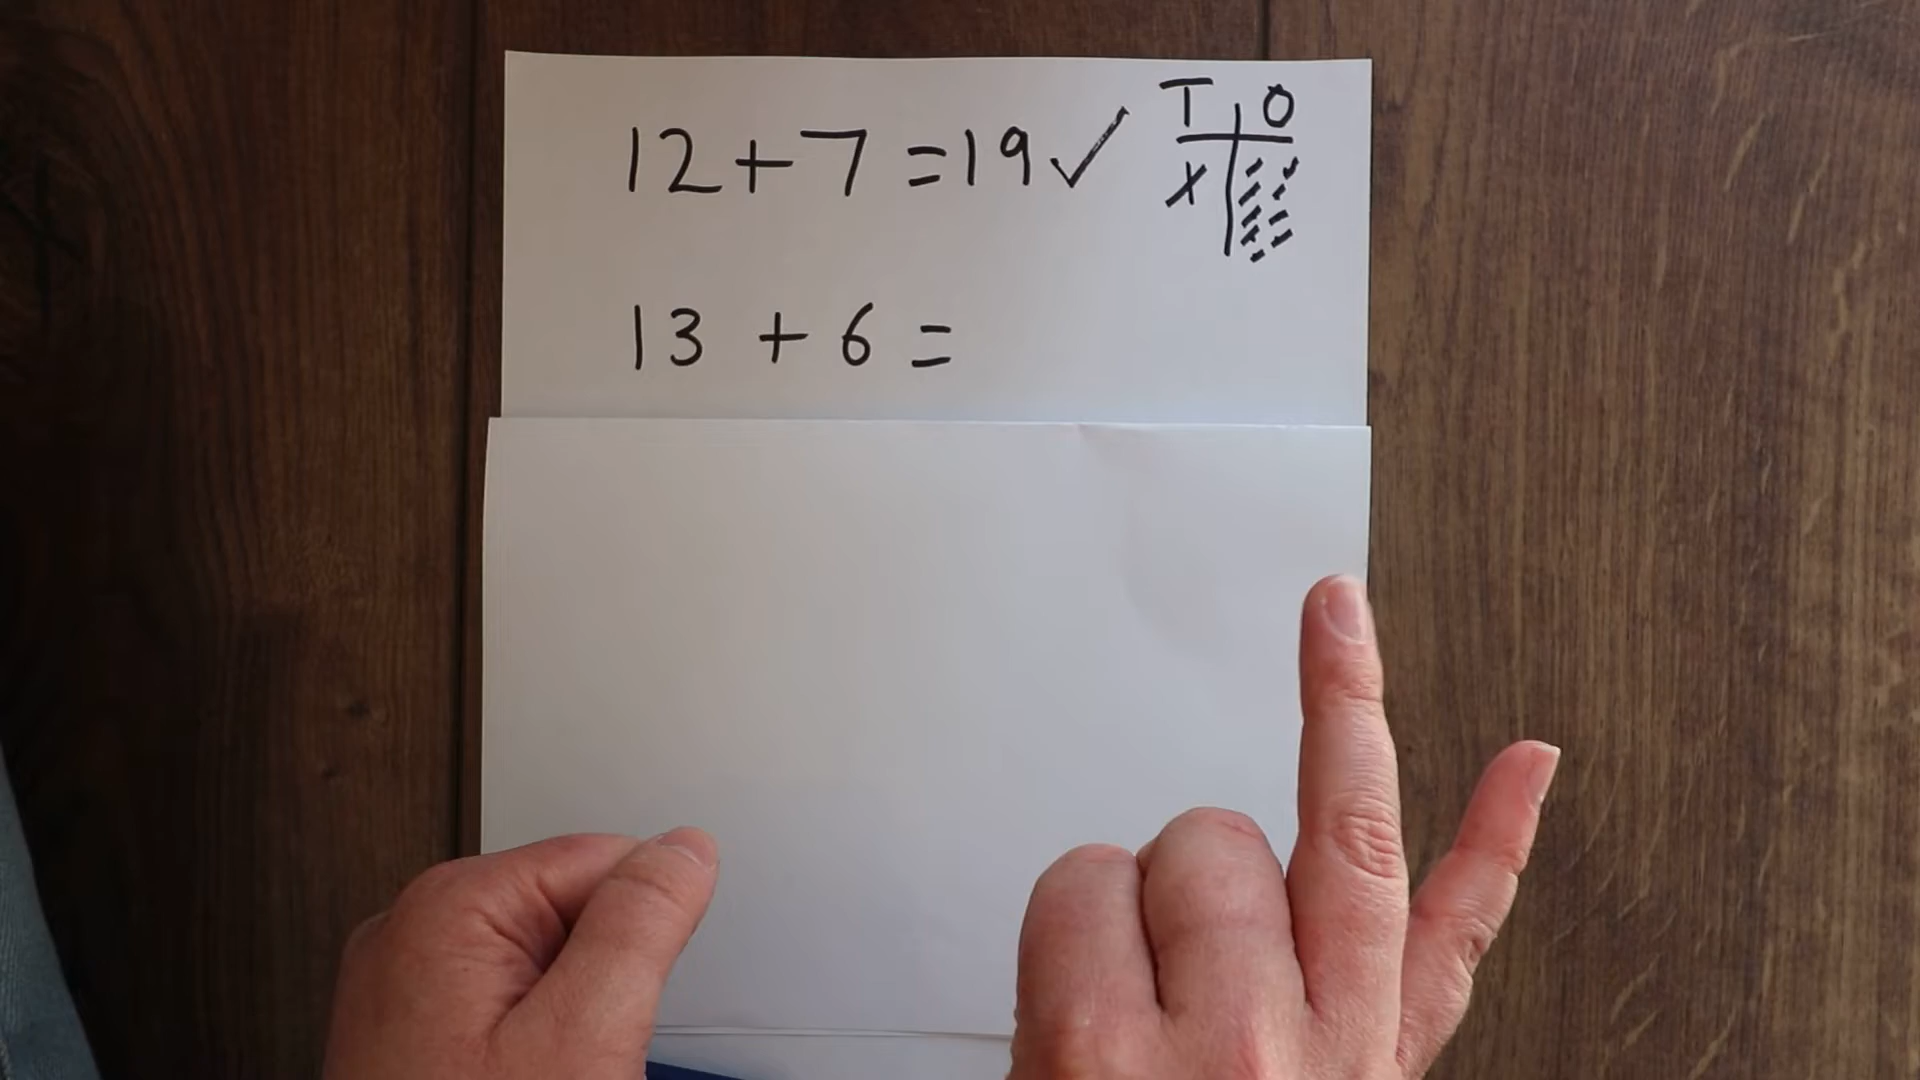 12+7=19✓
T O
X
13 + 6 =